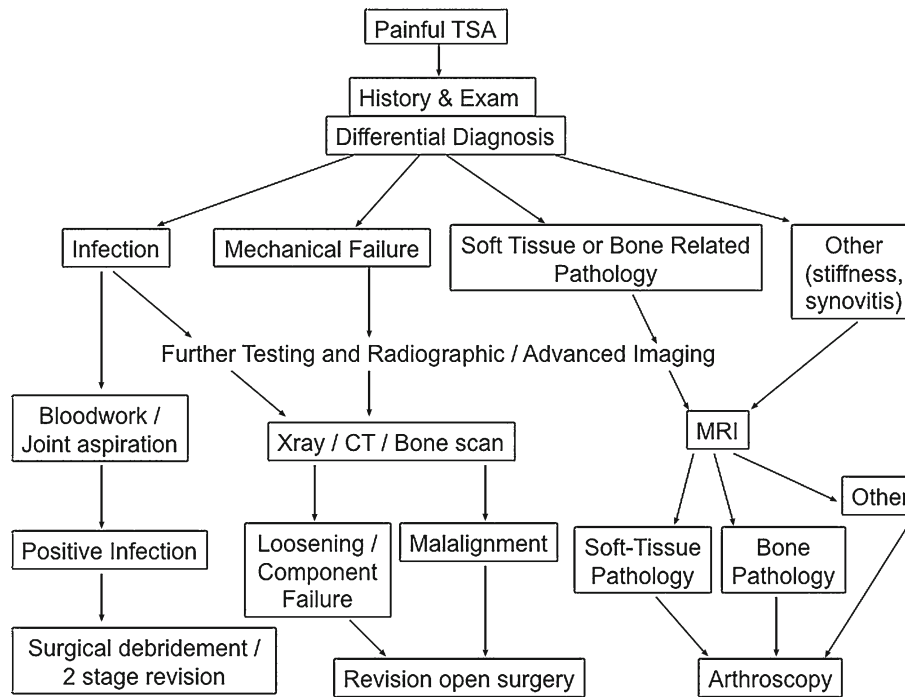 Painful TSA
History & Exam
Differential Diagnosis
Infection
Mechanical Failure
Soft Tissue or Bone Related
Pathology
Other
(stiffness,
synovitis)
Further Testing and Radiographic / Advanced Imaging
Bloodwork /
Joint aspiration
Xray / CT / Bone scan
MRI
Other
Positive Infection
Loosening /
Component
Failure
Malalignment
Soft-Tissue
Pathology
Bone
Pathology
Surgical debridement /
2 stage revision
Revision open surgery
Arthroscopy